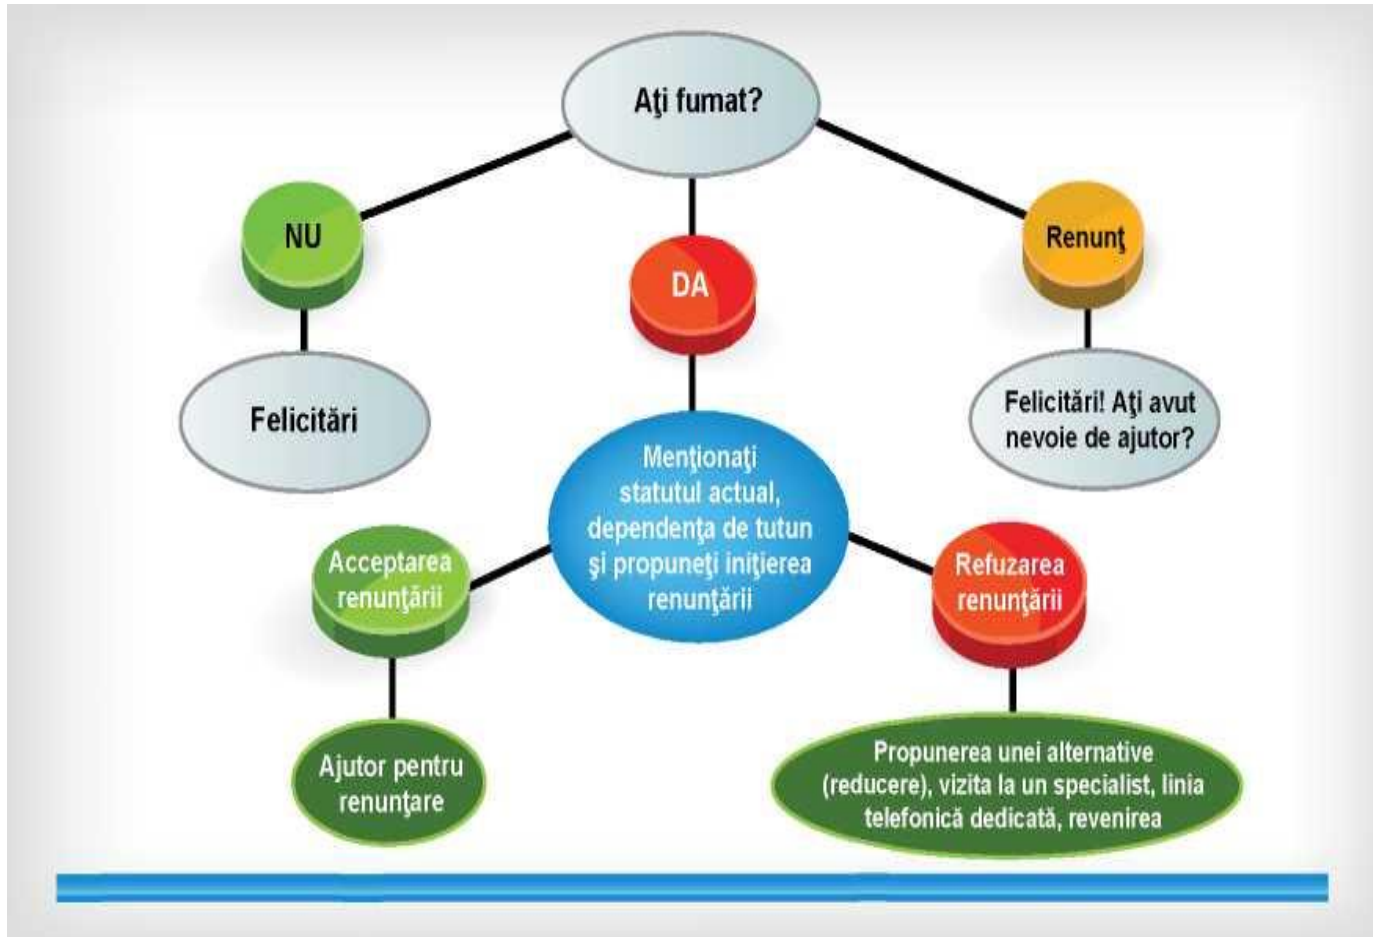 Aţi fumat?
NU
DA
Renunţ
Felicitări
Felicitări! Aţi avut
nevoie de ajutor?
Menţionaţi
statutul actual,
dependenţa de tutun
şi propuneţi iniţierea
renunţării
Acceptarea
renunţării
Refuzarea
renunţării
Ajutor pentru
renunţare
Propunerea unei alternative
(reducere), vizita la un specialist, linia
telefonică dedicată, revenirea